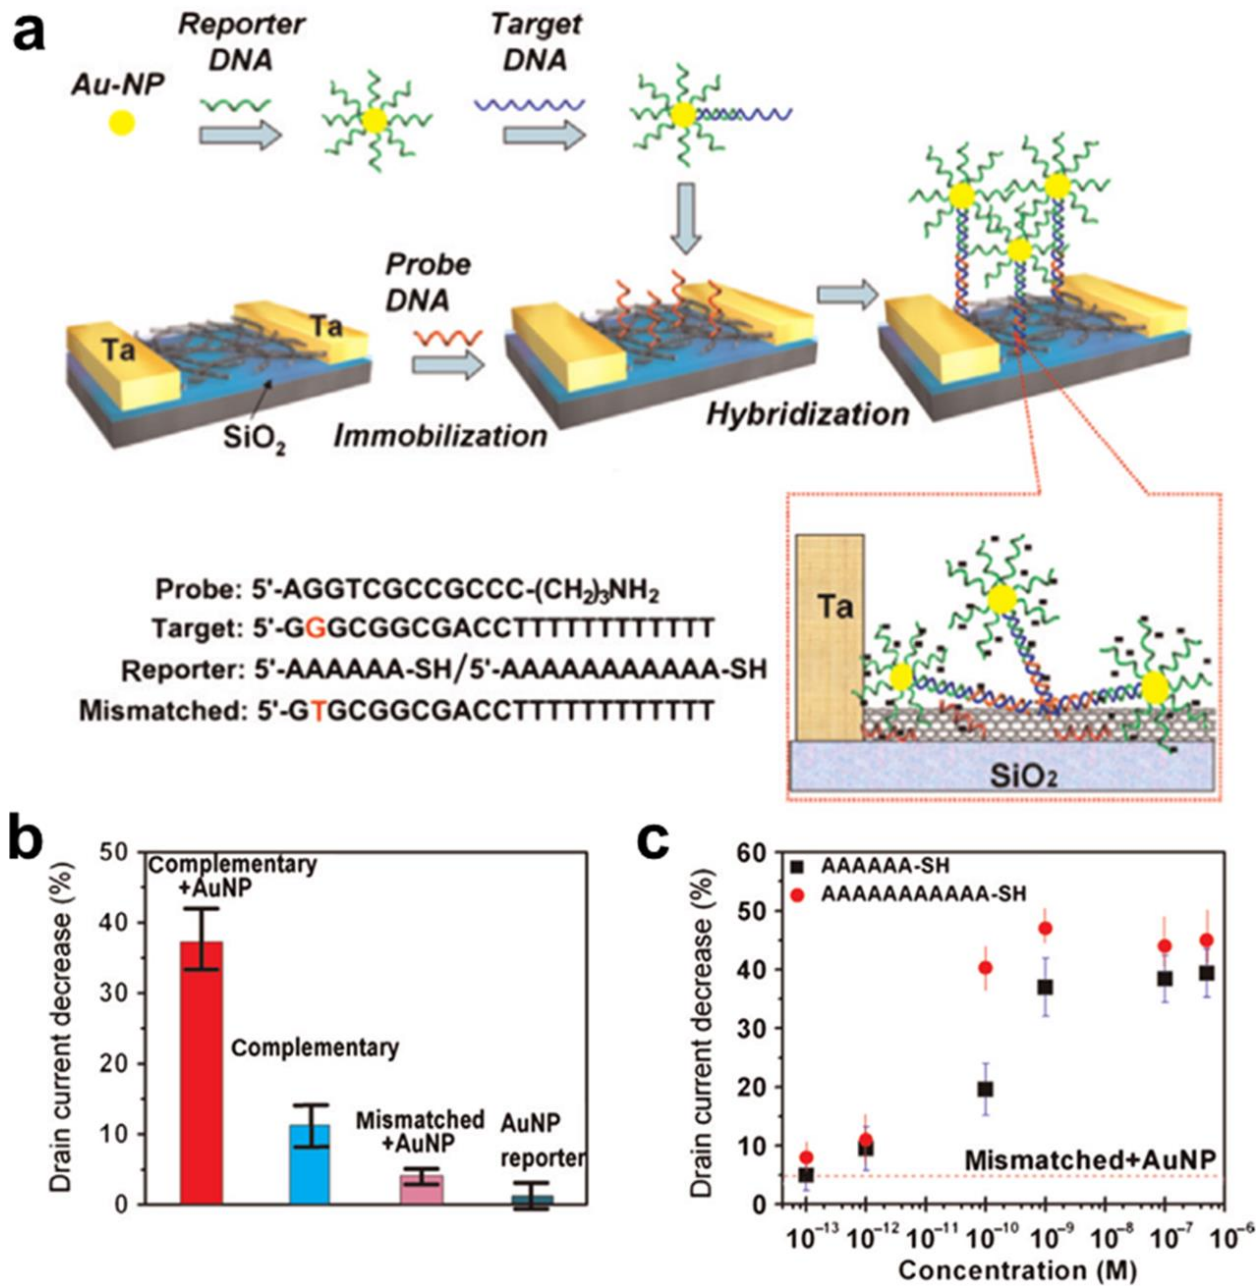 a
Reporter
DNA
Target
DNA
Au-NP
Probe
DNA
Ta
Ta
SiO₂
Immobilization
Hybridization
Probe: 5'-AGGTCGCCGCCC-(CH₂)₃NH₂
Target: 5'-GGGCGGCGACCTTTTTTTTTTTT
Reporter: 5'-AAAAAA-SH/5'-AAAAAAAAAAAA-SH
Mismatched: 5'-GTGCGGCGACCTTTTTTTTTTTT
Ta
SiO₂
b
Drain current decrease (%)
50
40
30
20
10
0
Complementary
+AuNP
Complementary
Mismatched
+AuNP
AuNP
reporter
c
Drain current decrease (%)
60
50
40
30
20
10
0
AAAAAA-SH
AAAAAAAAAAA-SH
Mismatched+AuNP
10⁻¹³ 10⁻¹² 10⁻¹¹ 10⁻¹⁰ 10⁻⁹ 10⁻⁸ 10⁻⁷ 10⁻⁶
Concentration (M)